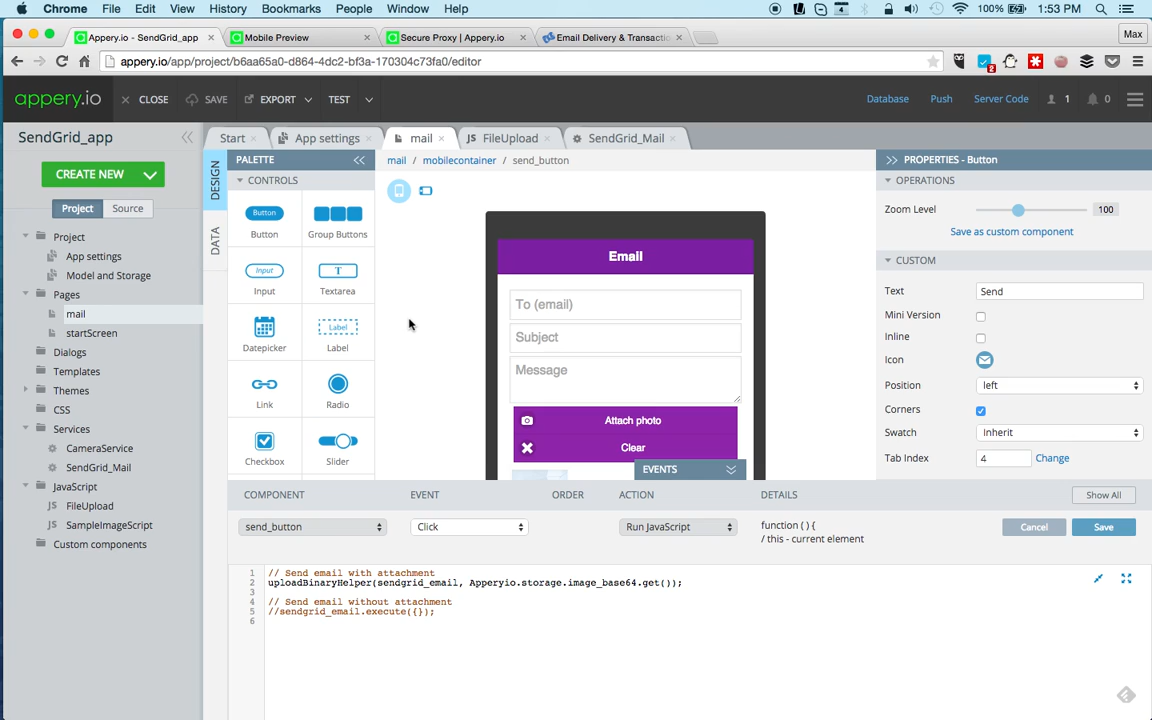 Chrome File Edit View History Bookmarks People Window Help 4 100% 1:53 PM
Appery.io - SendGrid_app Mobile Preview Secure Proxy | Appery.io Email Delivery & Transactio Max
appery.io/app/project/b6aa65a0-d864-4dc2-bf3a-170304c73fa0/editor 2
appery.io CLOSE SAVE EXPORT TEST Database Push Server Code 1 0
SendGrid_app
Start App settings mail JS FileUpload SendGrid_Mail
CREATE NEW
Project Source
Project
App settings
Model and Storage
Pages
mail
startScreen
Dialogs
Templates
Themes
CSS
Services
CameraService
SendGrid_Mail
JavaScript
JS FileUpload
JS SampleImageScript
Custom components
DESIGN
DATA
PALETTE
CONTROLS
Button
Button Group Buttons
Input T
Input Textarea
Label
Datepicker Label
Link Radio
Checkbox Slider
mail / mobilecontainer / send_button
Email
To (email)
Subject
Message
Attach photo
Clear
EVENTS
PROPERTIES - Button
OPERATIONS
Zoom Level 100
Save as custom component
CUSTOM
Text Send
Mini Version
Inline
Icon
Position left
Corners
Swatch Inherit
Tab Index 4 Change
COMPONENT EVENT ORDER ACTION DETAILS Show All
send_button Click Run JavaScript function ( ) {
/ this - current element
Cancel Save
1 // Send email with attachment
2 uploadBinaryHelper(sendgrid_email, Apperyio.storage.image_base64.get());
3
4 // Send email without attachment
5 //sendgrid_email.execute({});
6